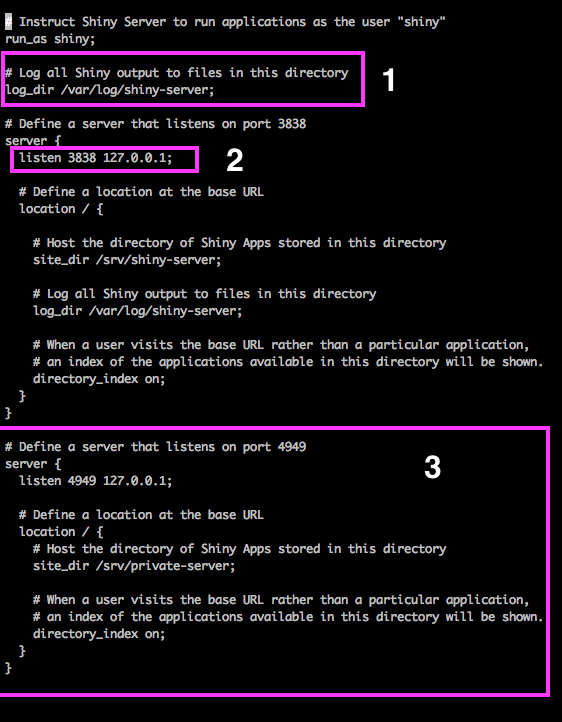 # Instruct Shiny Server to run applications as the user "shiny"
run_as shiny;
# Log all Shiny output to files in this directory
log_dir /var/log/shiny-server;
1
# Define a server that listens on port 3838
server {
listen 3838 127.0.0.1;
2
# Define a location at the base URL
location / {
# Host the directory of Shiny Apps stored in this directory
site_dir /srv/shiny-server;
# Log all Shiny output to files in this directory
log_dir /var/log/shiny-server;
# When a user visits the base URL rather than a particular application,
# an index of the applications available in this directory will be shown.
directory_index on;
}
}
# Define a server that listens on port 4949
server {
3
listen 4949 127.0.0.1;
# Define a location at the base URL
location / {
# Host the directory of Shiny Apps stored in this directory
site_dir /srv/private-server;
# When a user visits the base URL rather than a particular application,
# an index of the applications available in this directory will be shown.
directory_index on;
}
}